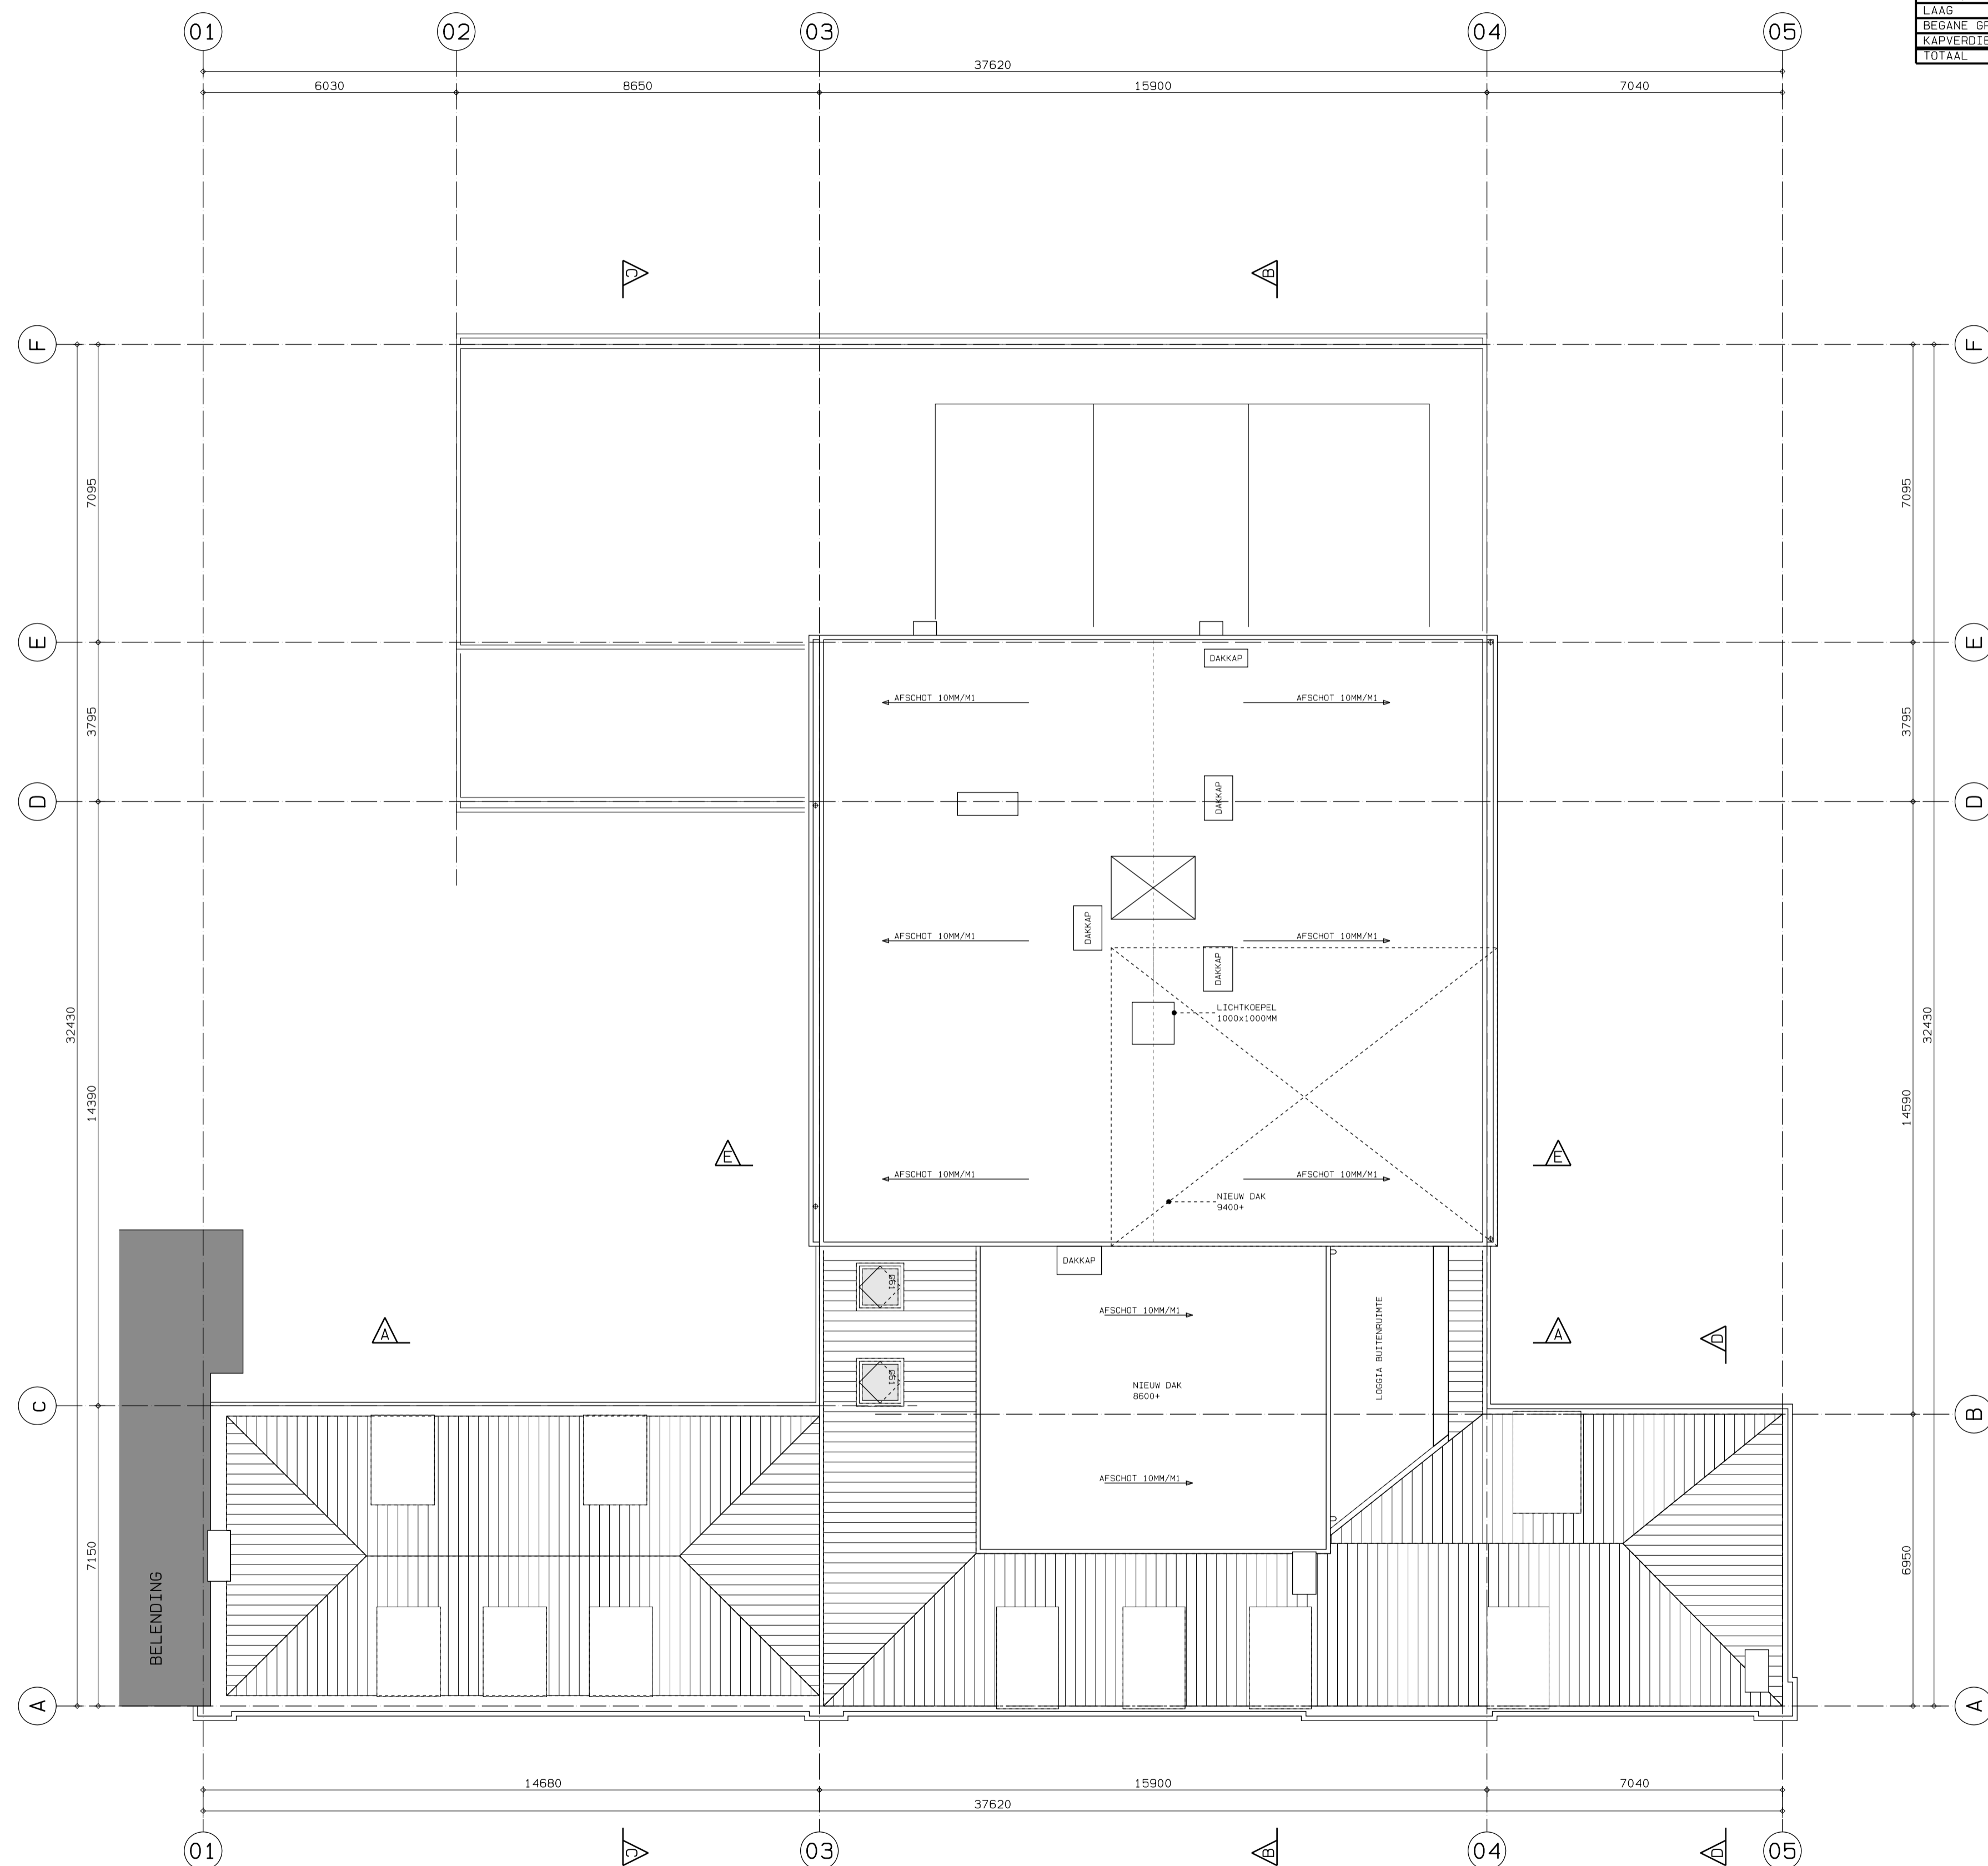 LAAG
BEGANE
TOTAAL
01 02 03 04 05
37620
6030 8650 15900 7040
C B
F F
7095 7095
E E
DAKKAP
AFSCHOT 10MM/M1 AFSCHOT 10MM/M1
3795 3795
DAKKAP
D D
DAKKAP
AFSCHOT 10MM/M1 AFSCHOT 10MM/M1
DAKKAP
LICHTKOEPEL
1000x1000MM
32430 32430
14390 14590
E E
AFSCHOT 10MM/M1 AFSCHOT 10MM/M1
NIEUW DAK
9400+
DAKKAP
AFSCHOT 10MM/M1
A A D
LOGGIA BUITENRUIMTE
NIEUW DAK
8600+
C B
AFSCHOT 10MM/M1
7150 6950
BELENDING
A A
14680 15900 7040
37620
01 03 04 05
C B D